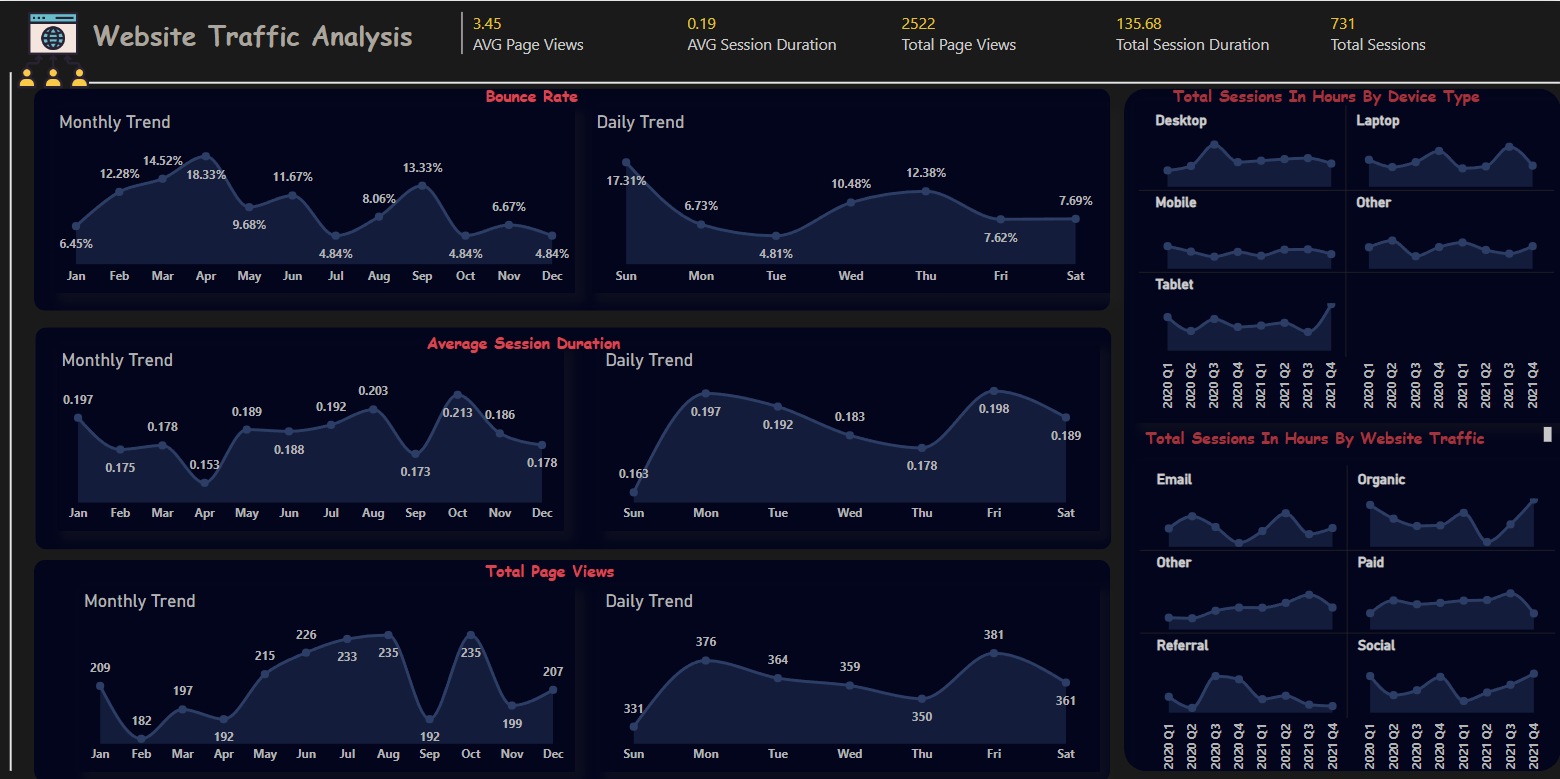 Website Traffic Analysis
3.45
AVG Page Views
0.19
AVG Session Duration
2522
Total Page Views
135.68
Total Session Duration
731
Total Sessions
Bounce Rate
Monthly Trend
6.45%
12.28%
14.52%
18.33%
9.68%
11.67%
4.84%
8.06%
13.33%
4.84%
6.67%
4.84%
Jan Feb Mar Apr May Jun Jul Aug Sep Oct Nov Dec
Daily Trend
17.31%
6.73%
4.81%
10.48%
12.38%
7.62%
7.69%
Sun Mon Tue Wed Thu Fri Sat
Average Session Duration
Monthly Trend
0.197
0.175
0.178
0.153
0.189
0.188
0.192
0.203
0.173
0.213
0.186
0.178
Jan Feb Mar Apr May Jun Jul Aug Sep Oct Nov Dec
Daily Trend
0.163
0.197
0.192
0.183
0.178
0.198
0.189
Sun Mon Tue Wed Thu Fri Sat
Total Page Views
Monthly Trend
209
182
197
192
215
226
233
235
192
235
199
207
Jan Feb Mar Apr May Jun Jul Aug Sep Oct Nov Dec
Daily Trend
331
376
364
359
350
381
361
Sun Mon Tue Wed Thu Fri Sat
Total Sessions In Hours By Device Type
Desktop
Laptop
Mobile
Other
Tablet
2020 Q1
2020 Q2
2020 Q3
2020 Q4
2021 Q1
2021 Q2
2021 Q3
2021 Q4
2020 Q1
2020 Q2
2020 Q3
2020 Q4
2021 Q1
2021 Q2
2021 Q3
2021 Q4
Total Sessions In Hours By Website Traffic
Email
Organic
Other
Paid
Referral
Social
2020 Q1
2020 Q2
2020 Q3
2020 Q4
2021 Q1
2021 Q2
2021 Q3
2021 Q4
2020 Q1
2020 Q2
2020 Q3
2020 Q4
2021 Q1
2021 Q2
2021 Q3
2021 Q4